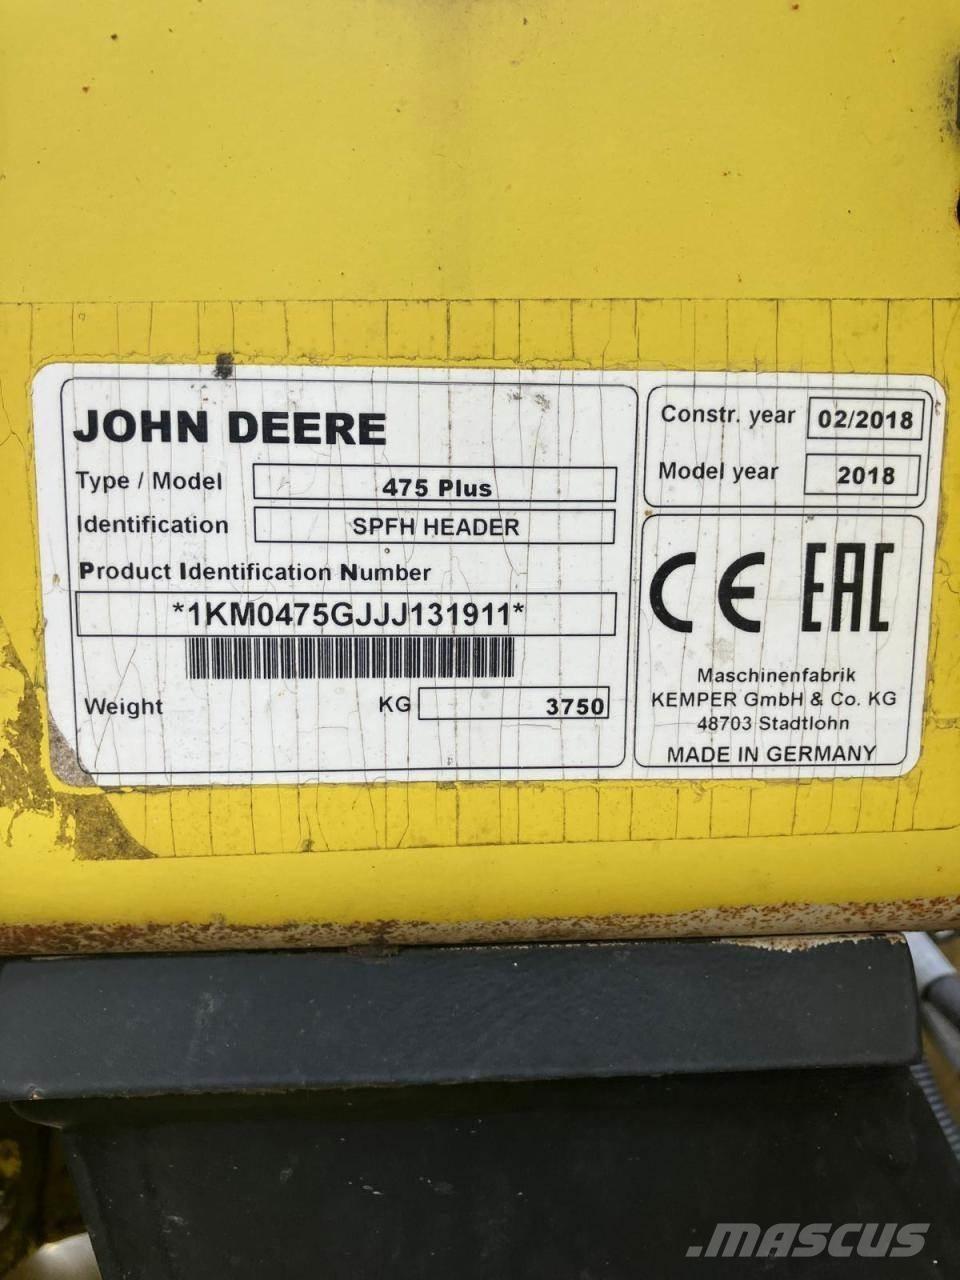 JOHN DEERE
Type / Model 475 Plus
Identification SPFH HEADER
Product Identification Number
*1KM0475GJJJ131911*
Weight KG 3750
Constr. year 02/2018
Model year 2018
CE EAC
Maschinenfabrik
KEMPER GmbH & Co. KG
48703 Stadtlohn
MADE IN GERMANY
.MASCUS